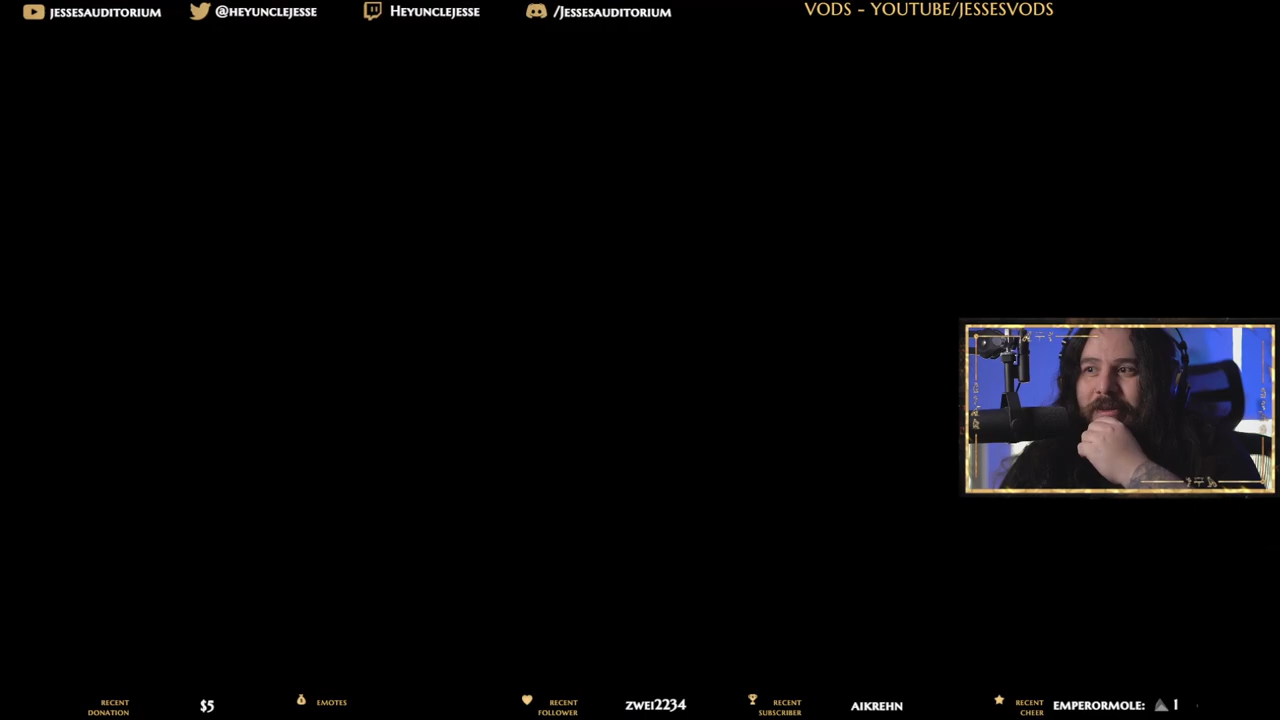 JESSESAUDITORIUM @HEYUNCLEJESSE HEYUNCLEJESSE /JESSESAUDITORIUM VODS - YOUTUBE/JESSESVODS
RECENT DONATION $5 EMOTES RECENT FOLLOWER ZWEI2234 RECENT SUBSCRIBER AIKREHN RECENT CHEER EMPERORMOLE: 1